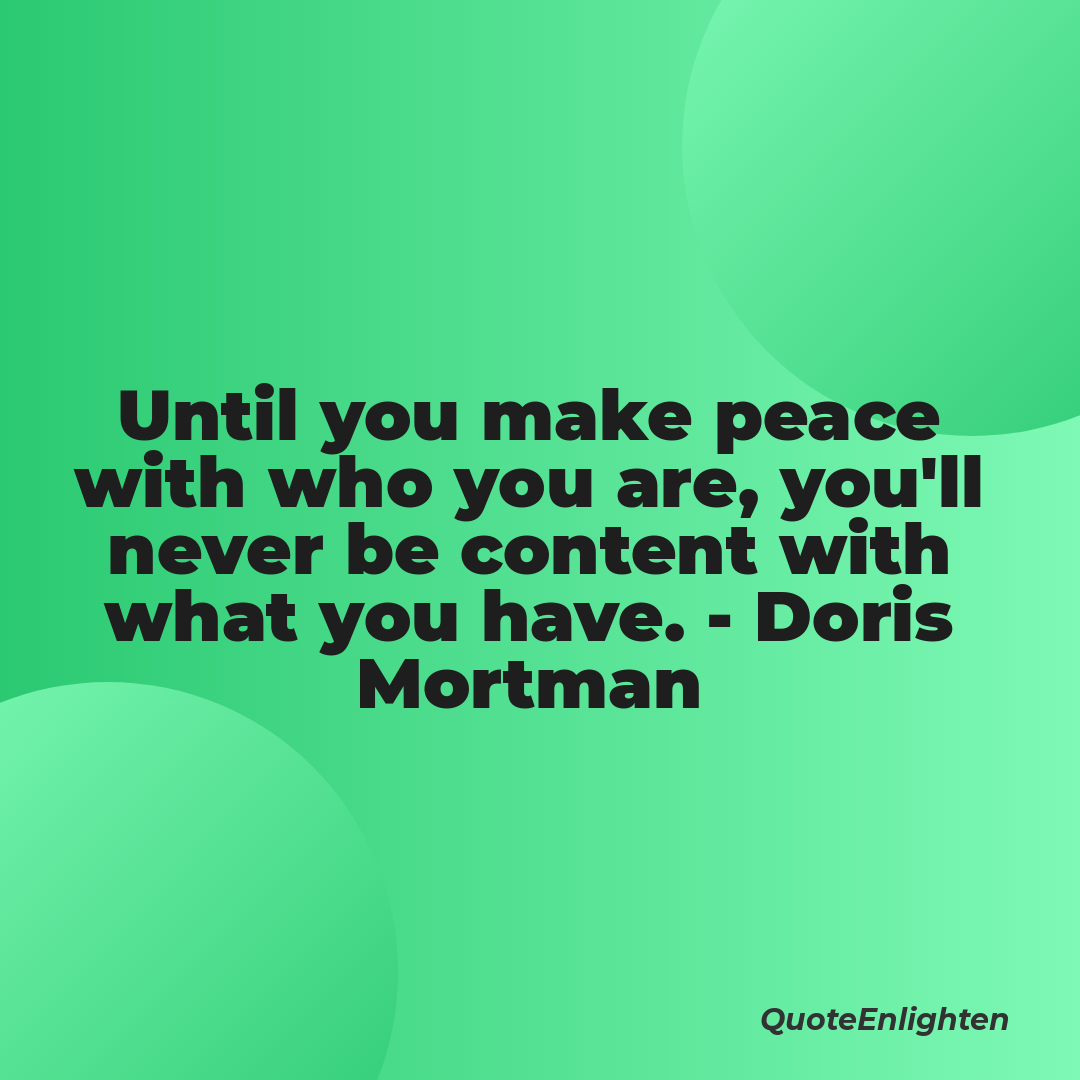 Until you make peace
with who you are, you'll
never be content with
what you have. - Doris
Mortman
QuoteEnlighten